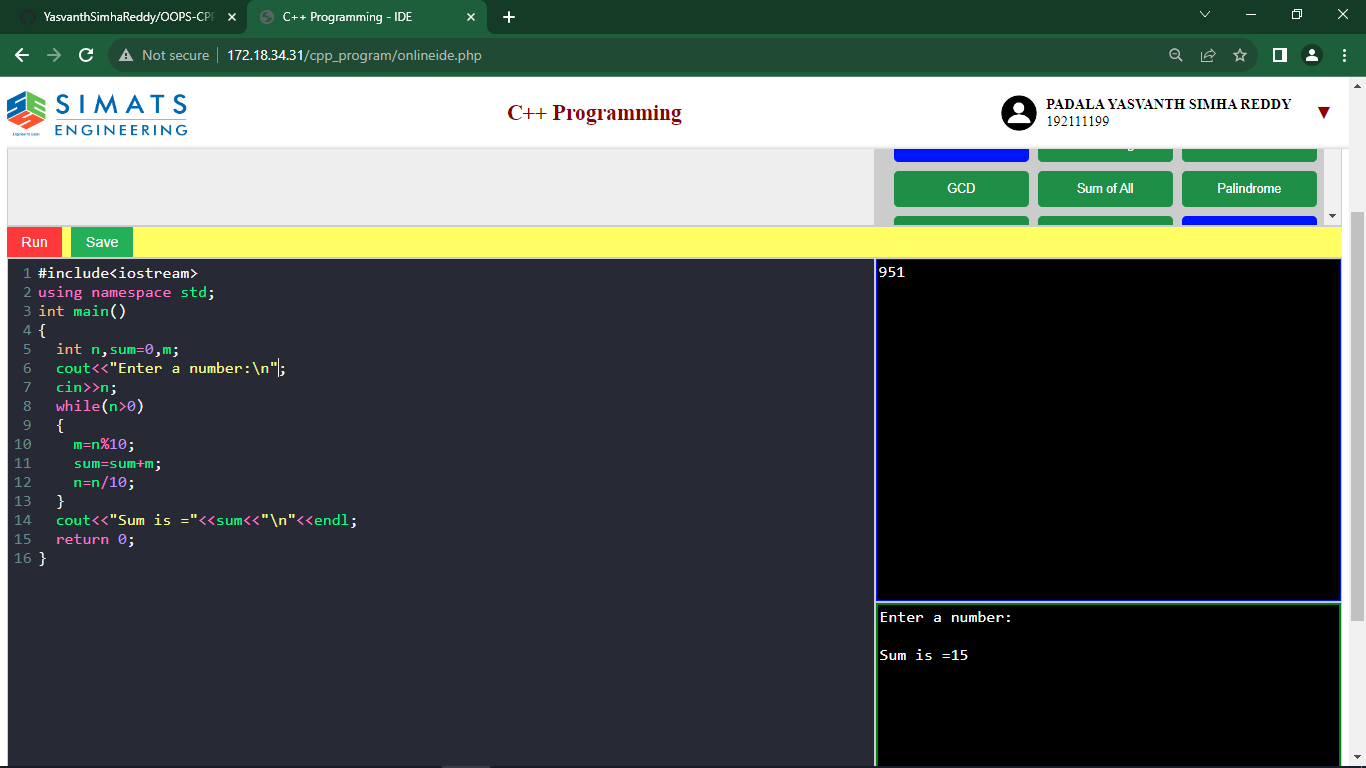 YasvanthSimhaReddy/OOPS-CPP
C++ Programming - IDE
Not secure
172.18.34.31/cpp_program/onlineide.php
SIMATS
ENGINEERING
C++ Programming
PADALA YASVANTH SIMHA REDDY
192111199
GCD
Sum of All
Palindrome
Run
Save
1 #include<iostream>
2 using namespace std;
3 int main()
4 {
5   int n,sum=0,m;
6   cout<<"Enter a number:\n";
7   cin>>n;
8   while(n>0)
9   {
10     m=n%10;
11     sum=sum+m;
12     n=n/10;
13   }
14   cout<<"Sum is ="<<sum<<"\n"<<endl;
15   return 0;
16 }
951
Enter a number:
Sum is =15